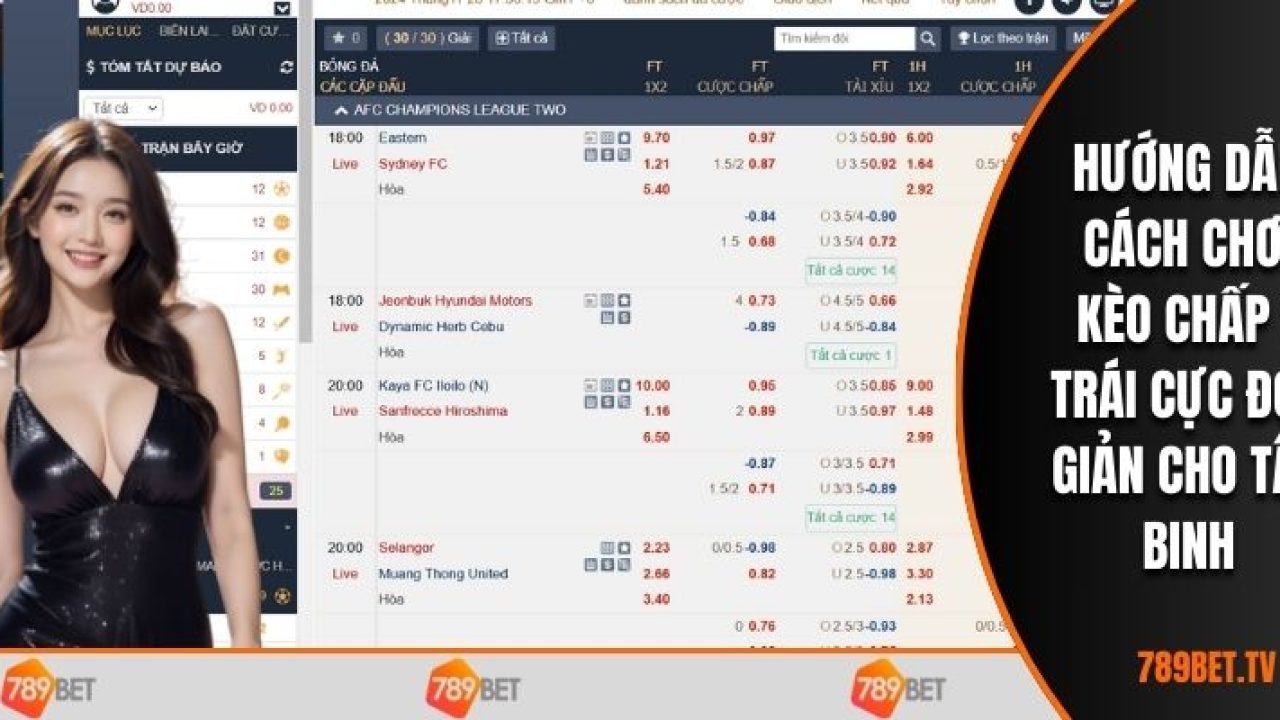 VD0.00
MỤC LỤC BIÊN LAI... ĐẶT CƯ...
$ TÓM TẮT DỰ BÁO
Tất cả VD 0.00
TRẬN BÂY GIỜ
12
12
31
30
12
5
8
4
1
25
0 (30 / 30) Giải Tất cả Tìm kiếm đội Lọc theo trận
BÓNG ĐÁ FT FT FT 1H 1H
CÁC CẶP ĐẤU 1X2 CƯỢC CHẤP TÀI XỈU 1X2 CƯỢC CHẤP
AFC CHAMPIONS LEAGUE TWO
18:00 Eastern 9.70 0.97 O 3.5 0.90 6.00
Live Sydney FC 1.21 1.5/2 0.87 U 3.5 0.92 1.64
Hòa 5.40 2.92
-0.84 O 3.5/4 -0.90
1.5 0.68 U 3.5/4 0.72
Tất cả cược 14
18:00 Jeonbuk Hyundai Motors 4 0.73 O 4.5/5 0.66
Live Dynamic Herb Cebu -0.89 U 4.5/5 -0.84
Hòa
Tất cả cược 1
20:00 Kaya FC Iloilo (N) 10.00 0.95 O 3.5 0.85 9.00
Live Sanfrecce Hiroshima 1.16 2 0.89 U 3.5 0.97 1.48
Hòa 6.50 2.99
-0.87 O 3/3.5 0.71
1.5/2 0.71 U 3/3.5 -0.89
Tất cả cược 14
20:00 Selangor 2.23 0/0.5 -0.98 O 2.5 0.80 2.87
Live Muang Thong United 2.66 0.82 U 2.5 -0.98 3.30
Hòa 3.40 2.13
0 0.76 O 2.5/3 -0.93
HƯỚNG DẪ
CÁCH CHƠ
KÈO CHẤP
TRÁI CỰC ĐƠ
GIẢN CHO TÂ
BINH
789BET.TV
789BET
789BET
789BET